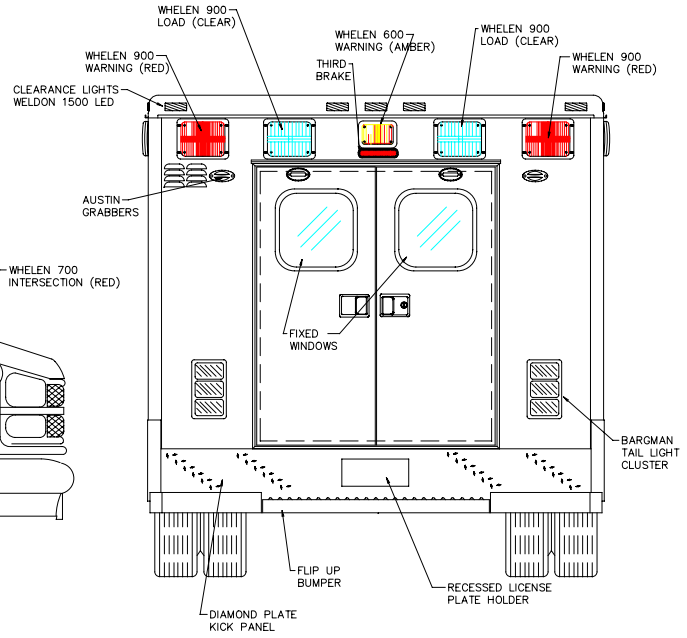 WHELEN 900
LOAD (CLEAR)
WHELEN 600
WARNING (AMBER)
WHELEN 900
LOAD (CLEAR)
WHELEN 900
WARNING (RED)
THIRD
BRAKE
WHELEN 900
WARNING (RED)
CLEARANCE LIGHTS
WELDON 1500 LED
AUSTIN
GRABBERS
WHELEN 700
INTERSECTION (RED)
FIXED
WINDOWS
BARGMAN
TAIL LIGHT
CLUSTER
FLIP UP
BUMPER
RECESSED LICENSE
PLATE HOLDER
DIAMOND PLATE
KICK PANEL